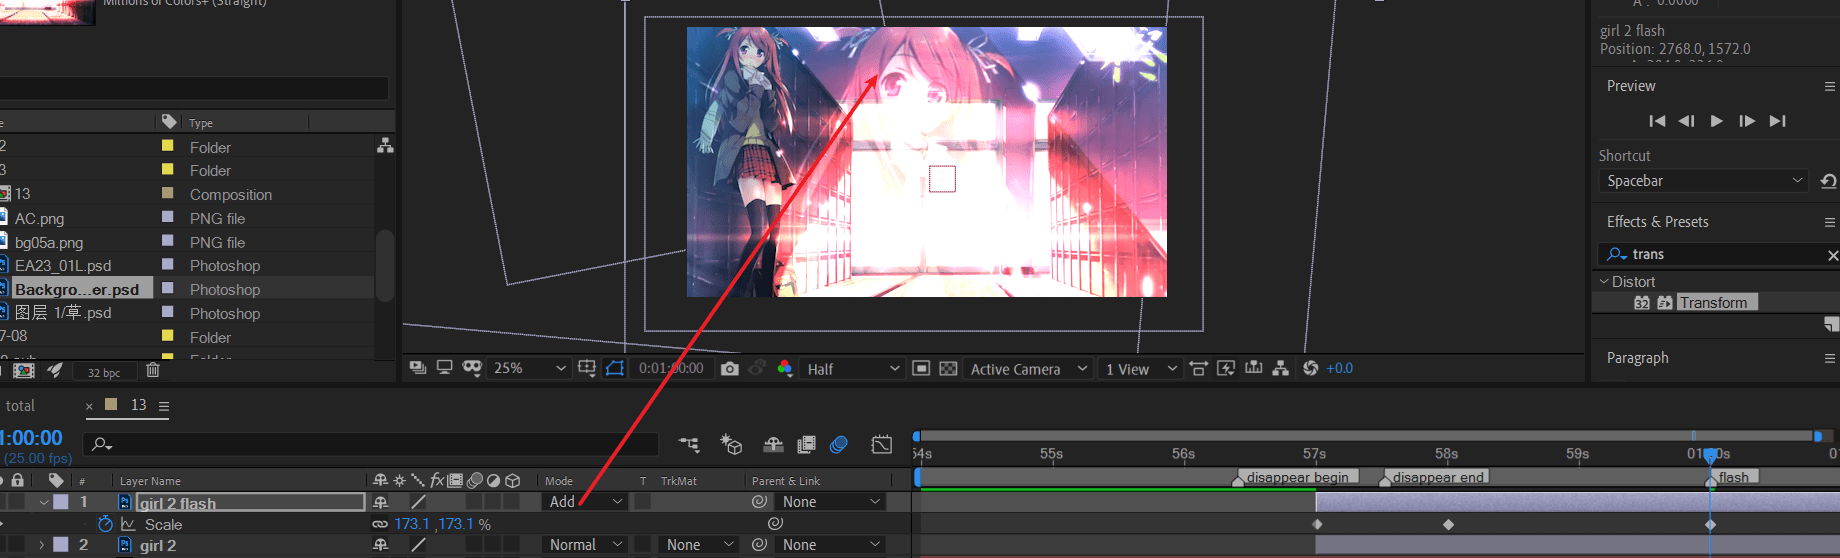 Millions of Colors+ (Straight)
Type
2
Folder
3
Folder
13
Composition
AC.png
PNG file
bg05a.png
PNG file
EA23_01L.psd
Photoshop
Backgro...er.psd
Photoshop
图层 1/草.psd
Photoshop
7-08
Folder
32 bpc
25%
0:01:00:00
Half
Active Camera
1 View
+0.0
girl 2 flash
Position: 2768.0, 1572.0
Preview
Shortcut
Spacebar
Effects & Presets
trans
Distort
32
Transform
Paragraph
total
× 13
1:00:00
(25.00 fps)
54s
55s
56s
57s
58s
59s
# Layer Name
Mode
T TrkMat
Parent & Link
disappear begin
disappear end
flash
1
girl 2 flash
Add
None
Scale
173.1 ,173.1 %
2
girl 2
Normal
None
None